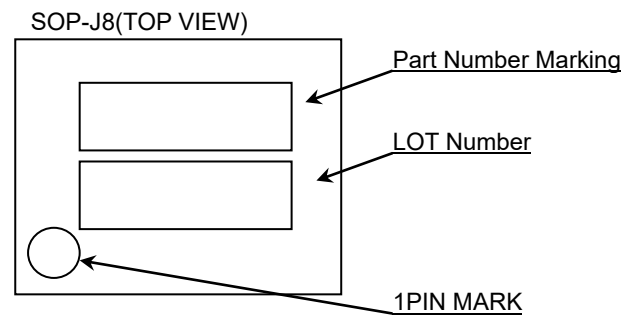 SOP-J8(TOP VIEW)
Part Number Marking
LOT Number
1PIN MARK